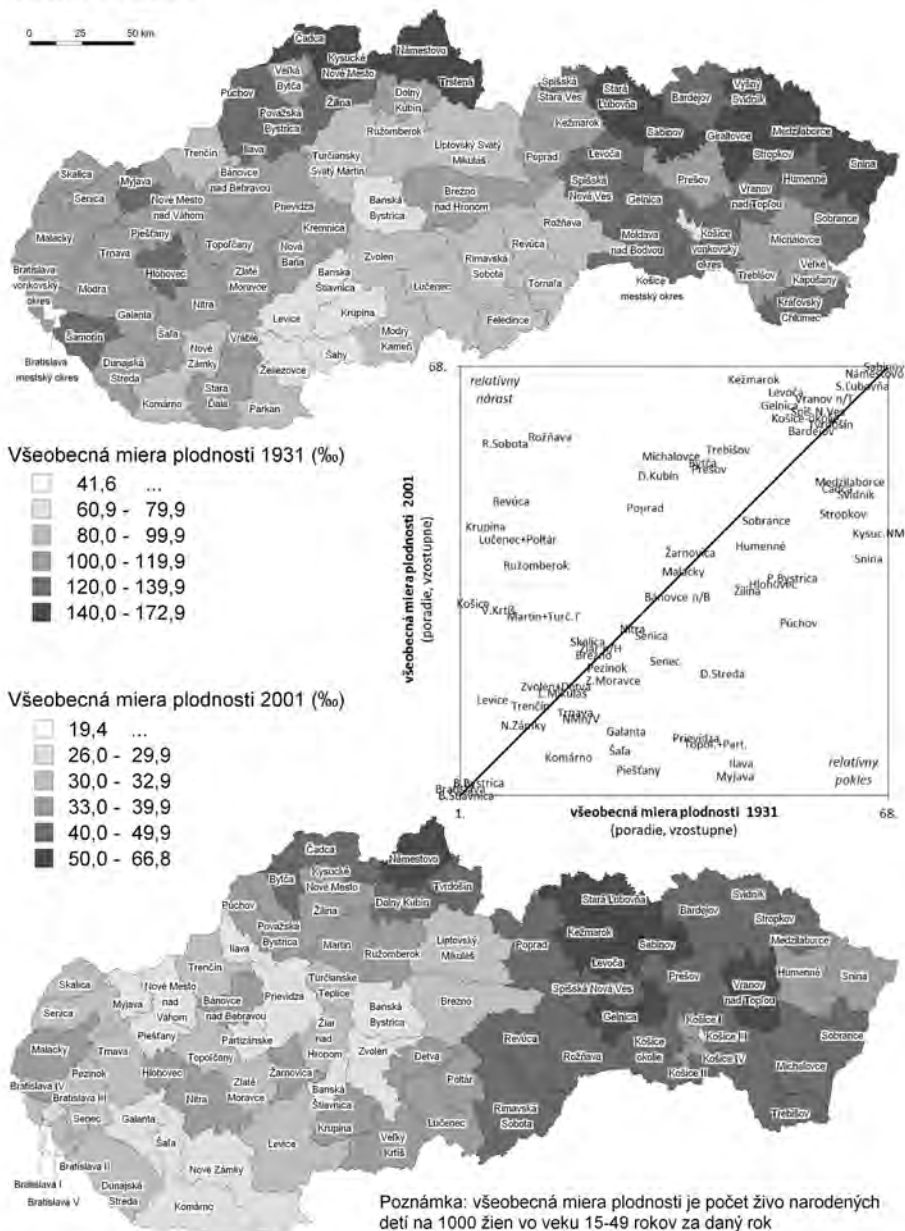 0 25 50 km
Čadca
Kysucké
Nové Mesto
Námestovo
Trstená
Veľká
Bytča
Púchov
Žilina
Dolný
Kubín
Považská
Bystrica
Ružomberok
Ilava
Trenčín
Turčiansky
Svatý Martin
Liptovský Svatý
Mikuláš
Spišská
Stará Ves
Stará
Ľubovňa
Bardejov
Vyšný
Svidník
Kežmarok
Sabinov
Giraltovce
Medzilaborce
Stropkov
Snina
Poprad
Levoča
Prešov
Humenné
Spišská
Nová Ves
Gelnica
Vranov
nad Topľou
Sobrance
Skalica
Myjava
Bánovce
nad Bebravou
Senica
Nové Mesto
nad Váhom
Prievidza
Banská
Bystrica
Brezno
nad Hronom
Rožňava
Moldava
nad Bodvou
Košice
vonkovský
okres
Michalovce
Malacky
Piešťany
Topoľčany
Kremnica
Zvolen
Revúca
Trnava
Nová
Baňa
Rimavská
Sobota
Košice
mestský okres
Trebišov
Veľké
Kapušany
Bratislava
vonkovský
okres
Hlohovec
Zlaté
Moravce
Banská
Štiavnica
Lučenec
Tornaľa
Kráľovský
Chlmec
Modra
Nitra
Galanta
Levice
Krupina
Feledince
Šamorín
Šaľa
Vráble
Modrý
Kameň
Nové
Zámky
Šahy
Bratislava
mestský okres
Dunajská
Streda
Želiezovce
Stará
Ďala
Komárno
Parkan
Všeobecná miera plodnosti 1931 (‰)
41,6 ...
60,9 - 79,9
80,0 - 99,9
100,0 - 119,9
120,0 - 139,9
140,0 - 172,9
Všeobecná miera plodnosti 2001 (‰)
19,4 ...
26,0 - 29,9
30,0 - 32,9
33,0 - 39,9
40,0 - 49,9
50,0 - 66,8
68.
relatívny
nárast
Sabinov
Námestovo
S.Ľubovňa
Kežmarok
Levoča
Vranov n/T
Gelnica
Spiš.N.Ves
Košice-okolie
Tvrdošín
Bardejov
R.Sobota
Rožňava
Trebišov
Michalovce
Bytča
Prešov
D.Kubín
Medzilaborce
Čadca
Svidník
Revúca
Poprad
Stropkov
Krupina
Sobrance
Lučenec+Poltár
Kysuc.NM
Žarnovica
Humenné
Snina
Ružomberok
Malacky
P.Bystrica
Hlohovec
Žilina
Bánovce n/B
Košice
V.Krtíš
Martin+Turč.T
Púchov
Nitra
Senica
Skalica
Brezno
Senec
Pezinok
D.Streda
Z.Moravce
Zvolen+Detva
L.Mikuláš
Levice
Trenčín
Trnava
NMn/V
N.Zámky
Galanta
Prievidza
Topoľ.+Part.
Komárno
Šaľa
Ilava
Piešťany
Myjava
relatívny
pokles
B.Bystrica
Bratislava
B.Štiavnica
1.
68.
všeobecná miera plodnosti 2001
(poradie, vzostupne)
všeobecná miera plodnosti 1931
(poradie, vzostupne)
Čadca
Námestovo
Bytča
Kysucké
Nové Mesto
Tvrdošín
Púchov
Žilina
Dolný Kubín
Stará Ľubovňa
Bardejov
Svidník
Stropkov
Považská
Bystrica
Martin
Ružomberok
Liptovský
Mikuláš
Poprad
Kežmarok
Sabinov
Medzilaborce
Ilava
Trenčín
Levoča
Prešov
Humenné
Snina
Skalica
Nové Mesto
nad
Váhom
Prievidza
Turčianske
Teplice
Spišská Nová Ves
Vranov
nad Topľou
Myjava
Bánovce
nad Bebravou
Banská
Bystrica
Brezno
Gelnica
Košice I
Senica
Piešťany
Partizánske
Žiar
nad
Hronom
Revúca
Košice III
Sobrance
Malacky
Trnava
Topoľčany
Zvolen
Detva
Rožňava
Košice
okolie
Košice IV
Michalovce
Pezinok
Hlohovec
Žarnovica
Košice II
Bratislava IV
Zlaté
Moravce
Banská
Štiavnica
Poltár
Bratislava III
Nitra
Rimavská
Sobota
Trebišov
Senec
Galanta
Krupina
Lučenec
Šaľa
Levice
Veľký
Krtíš
Bratislava II
Nové Zámky
Bratislava I
Dunajská
Streda
Bratislava V
Komárno
Poznámka: všeobecná miera plodnosti je počet živo narodených
detí na 1000 žien vo veku 15-49 rokov za daný rok